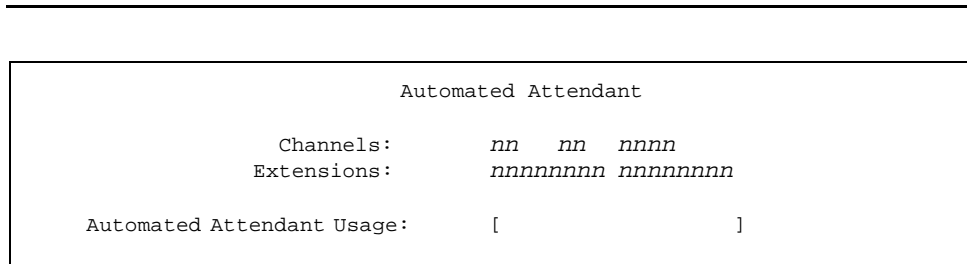 Automated Attendant
Channels: nn nn nnnn
Extensions: nnnnnnnn nnnnnnnn
Automated Attendant Usage: [ ]